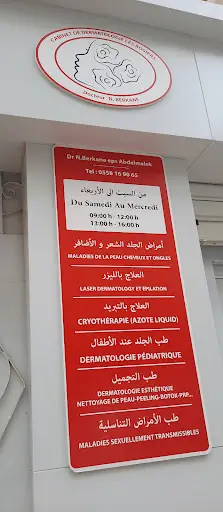 CABINET DE DERMATOLOGIE DES ROSIERS
Docteur N. BERKANE
Dr N.Berkane eps Abdelmalek
Tel : 0558 16 90 65
من السبت الى الأربعاء
Du Samedi Au Mercredi
09:00 h - 12:00 h
13:00 h - 16:00 h
أمراض الجلد الشعر و الأظافر
MALADIES DE LA PEAU CHEVEUX ET ONGLES
العلاج بالليزر
LASER DERMATOLOGY ET EPILATION
العلاج بالتبريد
CRYOTHÉRAPIE (AZOTE LIQUID)
طب الجلد عند الأطفال
DERMATOLOGIE PÉDIATRIQUE
طب التجميل
DERMATOLOGIE ESTHÉTIQUE
NETTOYAGE DE PEAU-PEELING-BOTOX-PRP...
طب الأمراض التناسلية
MALADIES SEXUELLEMENT TRANSMISSIBLES